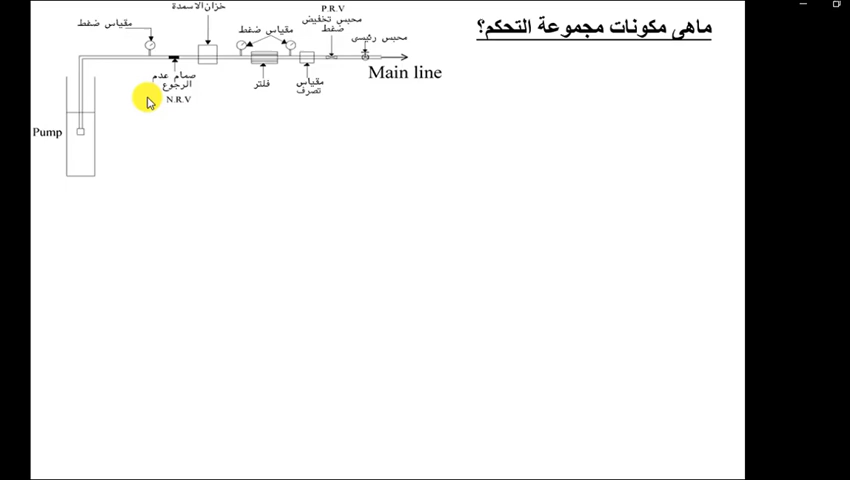 ماهى مكونات مجموعة التحكم؟
خزان الاسمدة
مقياس ضغط
مقياس ضغط
P.R.V
محبس تخفيض
ضغط
محبس رئيسى
Main line
صمام عدم
الرجوع
N.R.V
فلتر
مقياس
تصرف
Pump